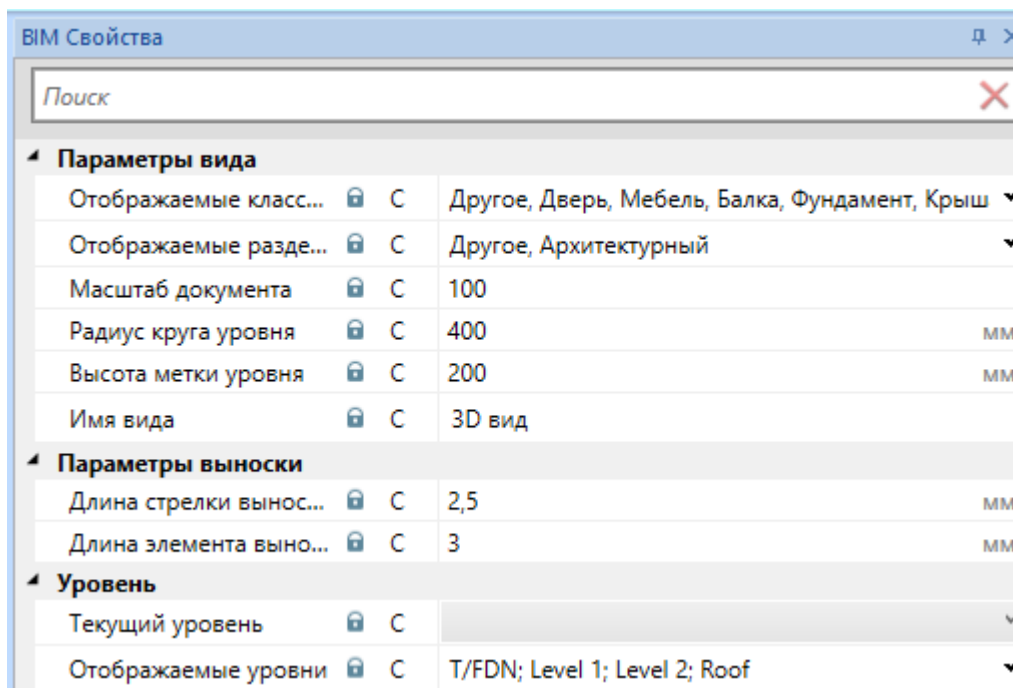 BIM Свойства
Поиск
Параметры вида
Отображаемые класс... С Другое, Дверь, Мебель, Балка, Фундамент, Крыш
Отображаемые разде... С Другое, Архитектурный
Масштаб документа С 100
Радиус круга уровня С 400 мм
Высота метки уровня С 200 мм
Имя вида С 3D вид
Параметры выноски
Длина стрелки вынос... С 2,5 мм
Длина элемента выно... С 3 мм
Уровень
Текущий уровень С
Отображаемые уровни С T/FDN; Level 1; Level 2; Roof